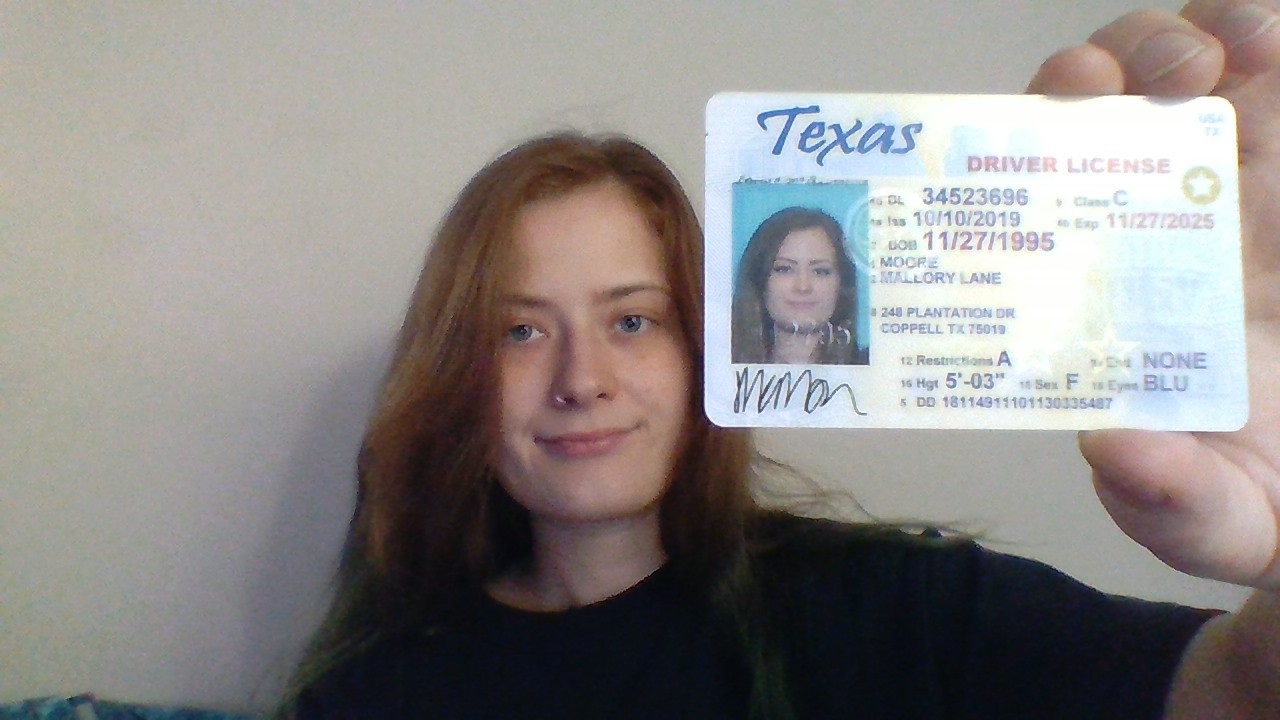 Texas
USA
TX
DRIVER LICENSE
4d DL 34523696 9 Class C
4a Iss 10/10/2019 4b Exp 11/27/2025
3 DOB 11/27/1995
1 MOORE
2 MALLORY LANE
8 248 PLANTATION DR
COPPELL TX 75019
12 Restrictions A 9a End NONE
16 Hgt 5'-03" 15 Sex F 18 Eyes BLU
5 DD 18114911101130335487